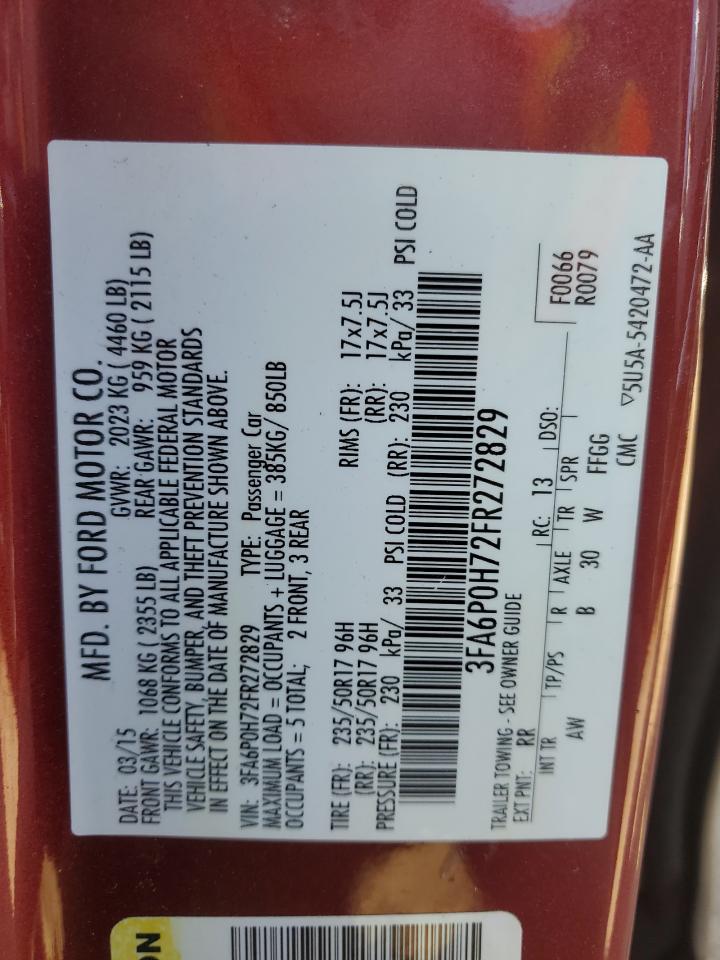 MFD. BY FORD MOTOR CO.
DATE: 03/15 GVWR: 2023 KG ( 4460 LB)
FRONT GAWR: 1068 KG ( 2355 LB) REAR GAWR: 959 KG ( 2115 LB)
THIS VEHICLE CONFORMS TO ALL APPLICABLE FEDERAL MOTOR
VEHICLE SAFETY, BUMPER, AND THEFT PREVENTION STANDARDS
IN EFFECT ON THE DATE OF MANUFACTURE SHOWN ABOVE.
VIN: 3FA6P0H72FR272829 TYPE: Passenger Car
MAXIMUM LOAD = OCCUPANTS + LUGGAGE = 385KG/ 850LB
OCCUPANTS = 5 TOTAL; 2 FRONT, 3 REAR
TIRE (FR): 235/50R17 96H RIMS (FR): 17x7.5J
(RR): 235/50R17 96H (RR): 17x7.5J
PRESSURE (FR): 230 kPa/ 33 PSI COLD (RR): 230 kPa/ 33 PSI COLD
3FA6P0H72FR272829
TRAILER TOWING - SEE OWNER GUIDE
EXT PNT: RR RC: 13 DSO: F0066
R0079
INT TR TP/PS R AXLE TR SPR
AW B 30 W FFGG
CMC ▽5U5A-5420472-AA
ON